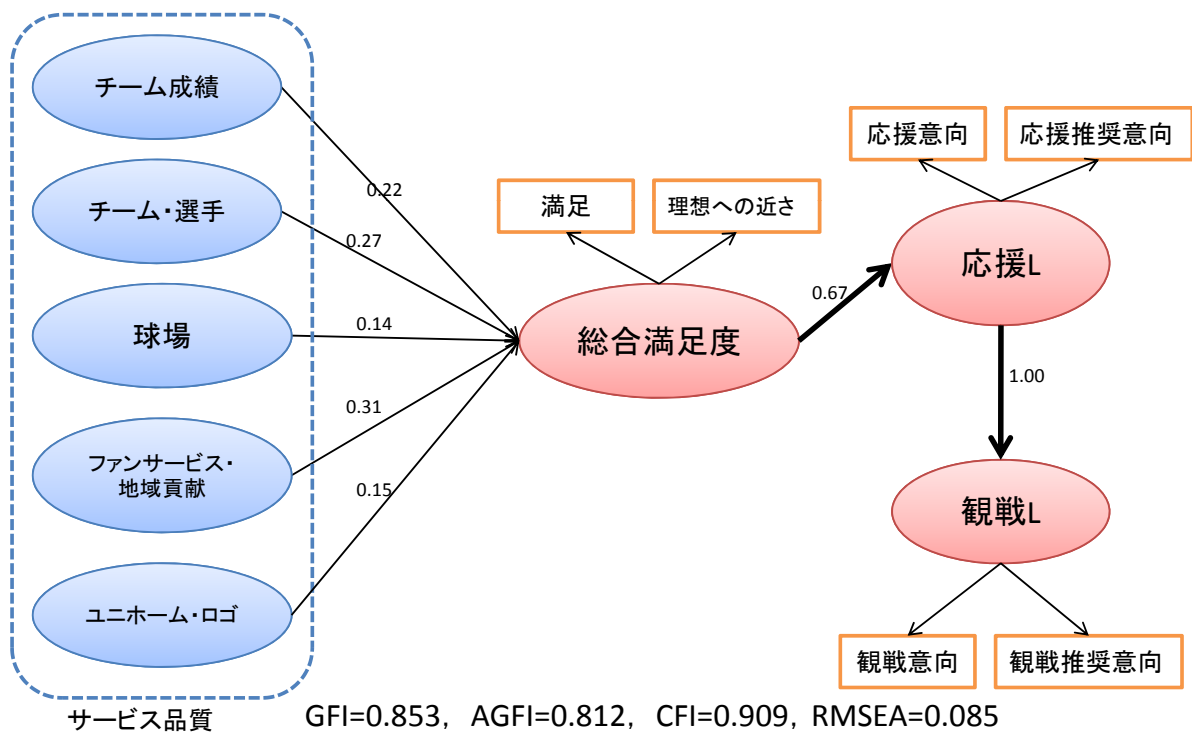 チーム成績
チーム・選手
球場
ファンサービス・
地域貢献
ユニホーム・ロゴ
サービス品質
0.22
0.27
0.14
0.31
0.15
満足
理想への近さ
総合満足度
0.67
応援意向
応援推奨意向
応援L
1.00
観戦L
観戦意向
観戦推奨意向
GFI=0.853, AGFI=0.812, CFI=0.909, RMSEA=0.085